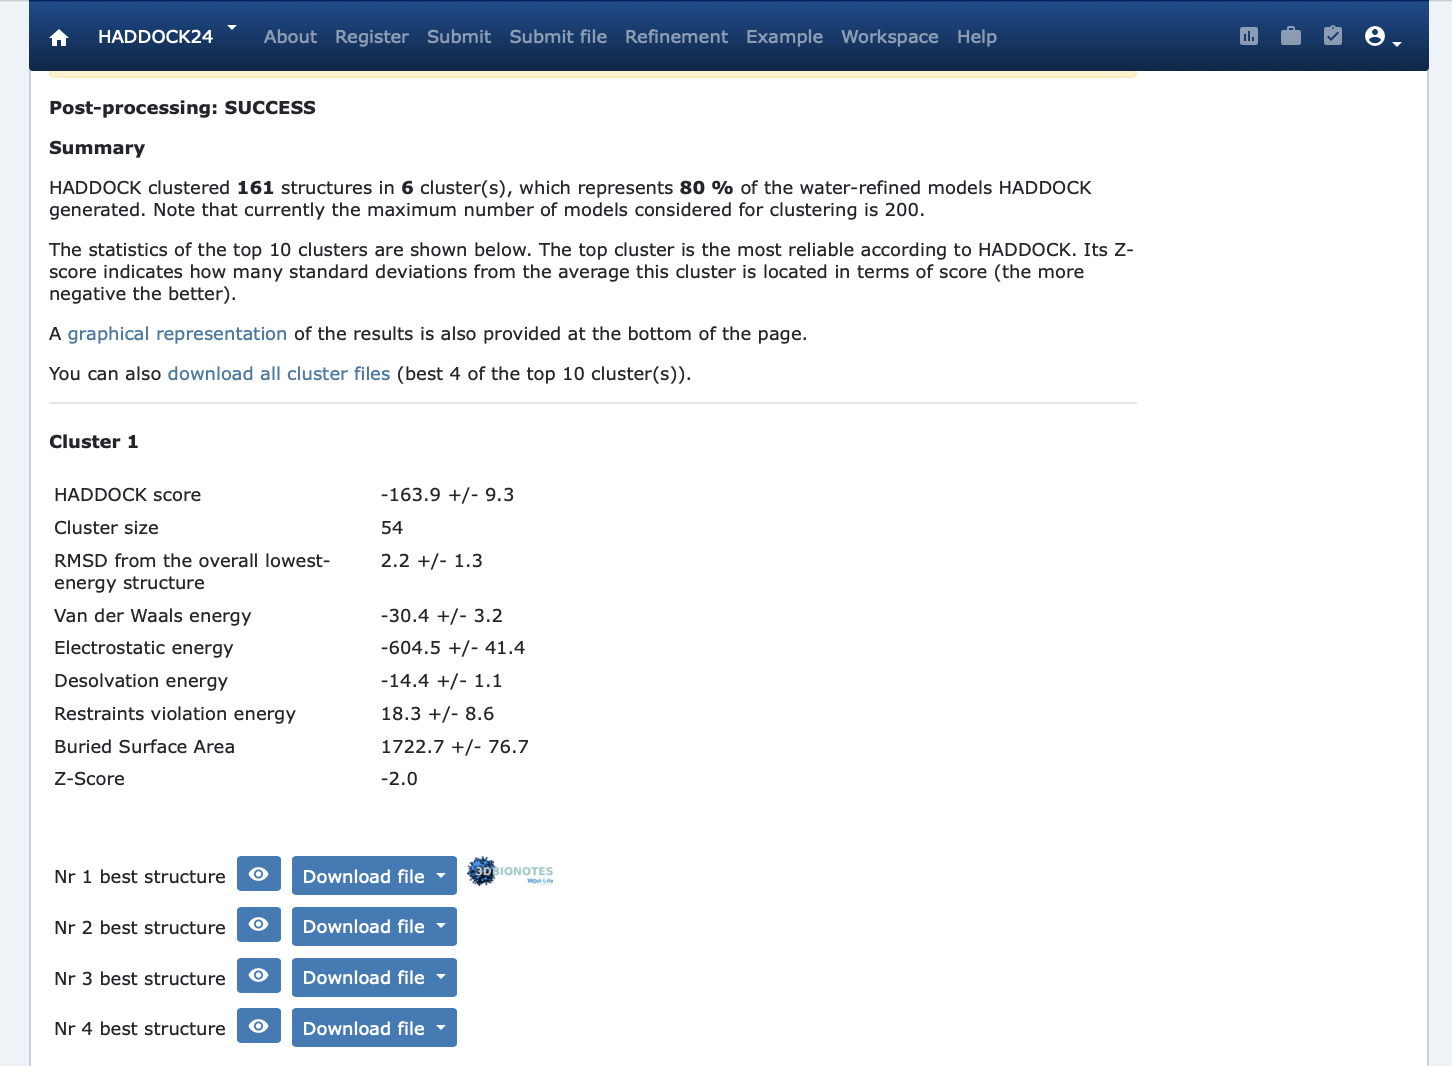 HADDOCK24 About Register Submit Submit file Refinement Example Workspace Help
Post-processing: SUCCESS
Summary
HADDOCK clustered 161 structures in 6 cluster(s), which represents 80 % of the water-refined models HADDOCK
generated. Note that currently the maximum number of models considered for clustering is 200.
The statistics of the top 10 clusters are shown below. The top cluster is the most reliable according to HADDOCK. Its Z-
score indicates how many standard deviations from the average this cluster is located in terms of score (the more
negative the better).
A graphical representation of the results is also provided at the bottom of the page.
You can also download all cluster files (best 4 of the top 10 cluster(s)).
Cluster 1
HADDOCK score -163.9 +/- 9.3
Cluster size 54
RMSD from the overall lowest- 2.2 +/- 1.3
energy structure
Van der Waals energy -30.4 +/- 3.2
Electrostatic energy -604.5 +/- 41.4
Desolvation energy -14.4 +/- 1.1
Restraints violation energy 18.3 +/- 8.6
Buried Surface Area 1722.7 +/- 76.7
Z-Score -2.0
Nr 1 best structure Download file 3DBIONOTES
West-Life
Nr 2 best structure Download file
Nr 3 best structure Download file
Nr 4 best structure Download file